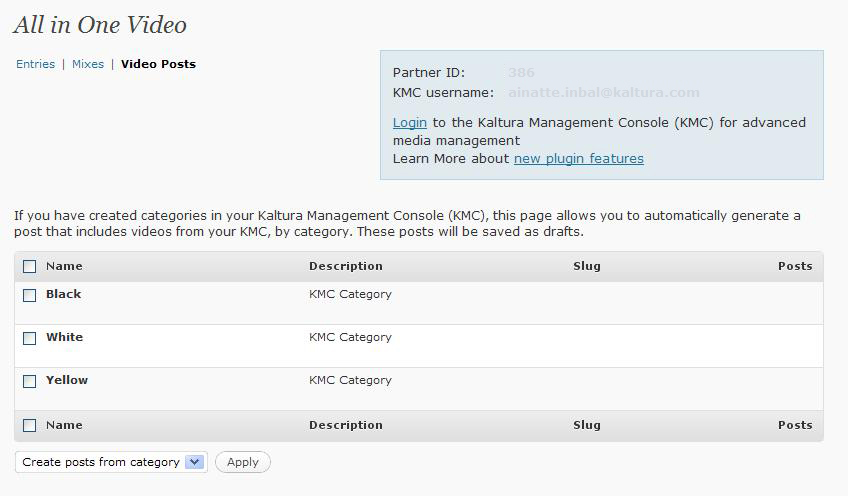 All in One Video
Entries | Mixes | Video Posts
Partner ID: 386
KMC username: ainatte.inbal@kaltura.com
Login to the Kaltura Management Console (KMC) for advanced
media management
Learn More about new plugin features
If you have created categories in your Kaltura Management Console (KMC), this page allows you to automatically generate a
post that includes videos from your KMC, by category. These posts will be saved as drafts.
Name Description Slug Posts
Black KMC Category
White KMC Category
Yellow KMC Category
Name Description Slug Posts
Create posts from category Apply